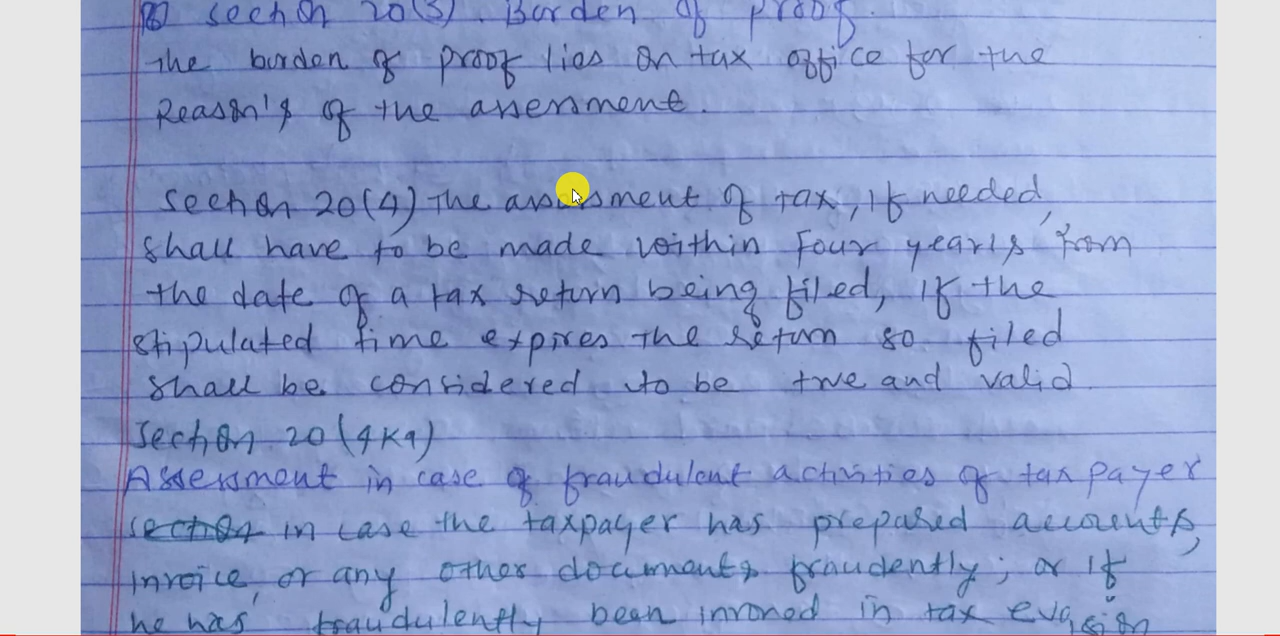 Section 20(3). Burden of proof.
The burden of proof lies on tax office for the
Reason's of the assessment.
Section 20(4) The assessment of tax, if needed,
shall have to be made within Four years from
the date of a tax return being filed, if the
stipulated time expires the return so filed
shall be considered to be true and valid.
Section 20(4Ka)
Assessment in case of fraudulent activities of tax payer
in case the taxpayer has prepared accounts,
invoice, or any other documents fraudently; or if
he has fraudulently been invroned in tax evasion